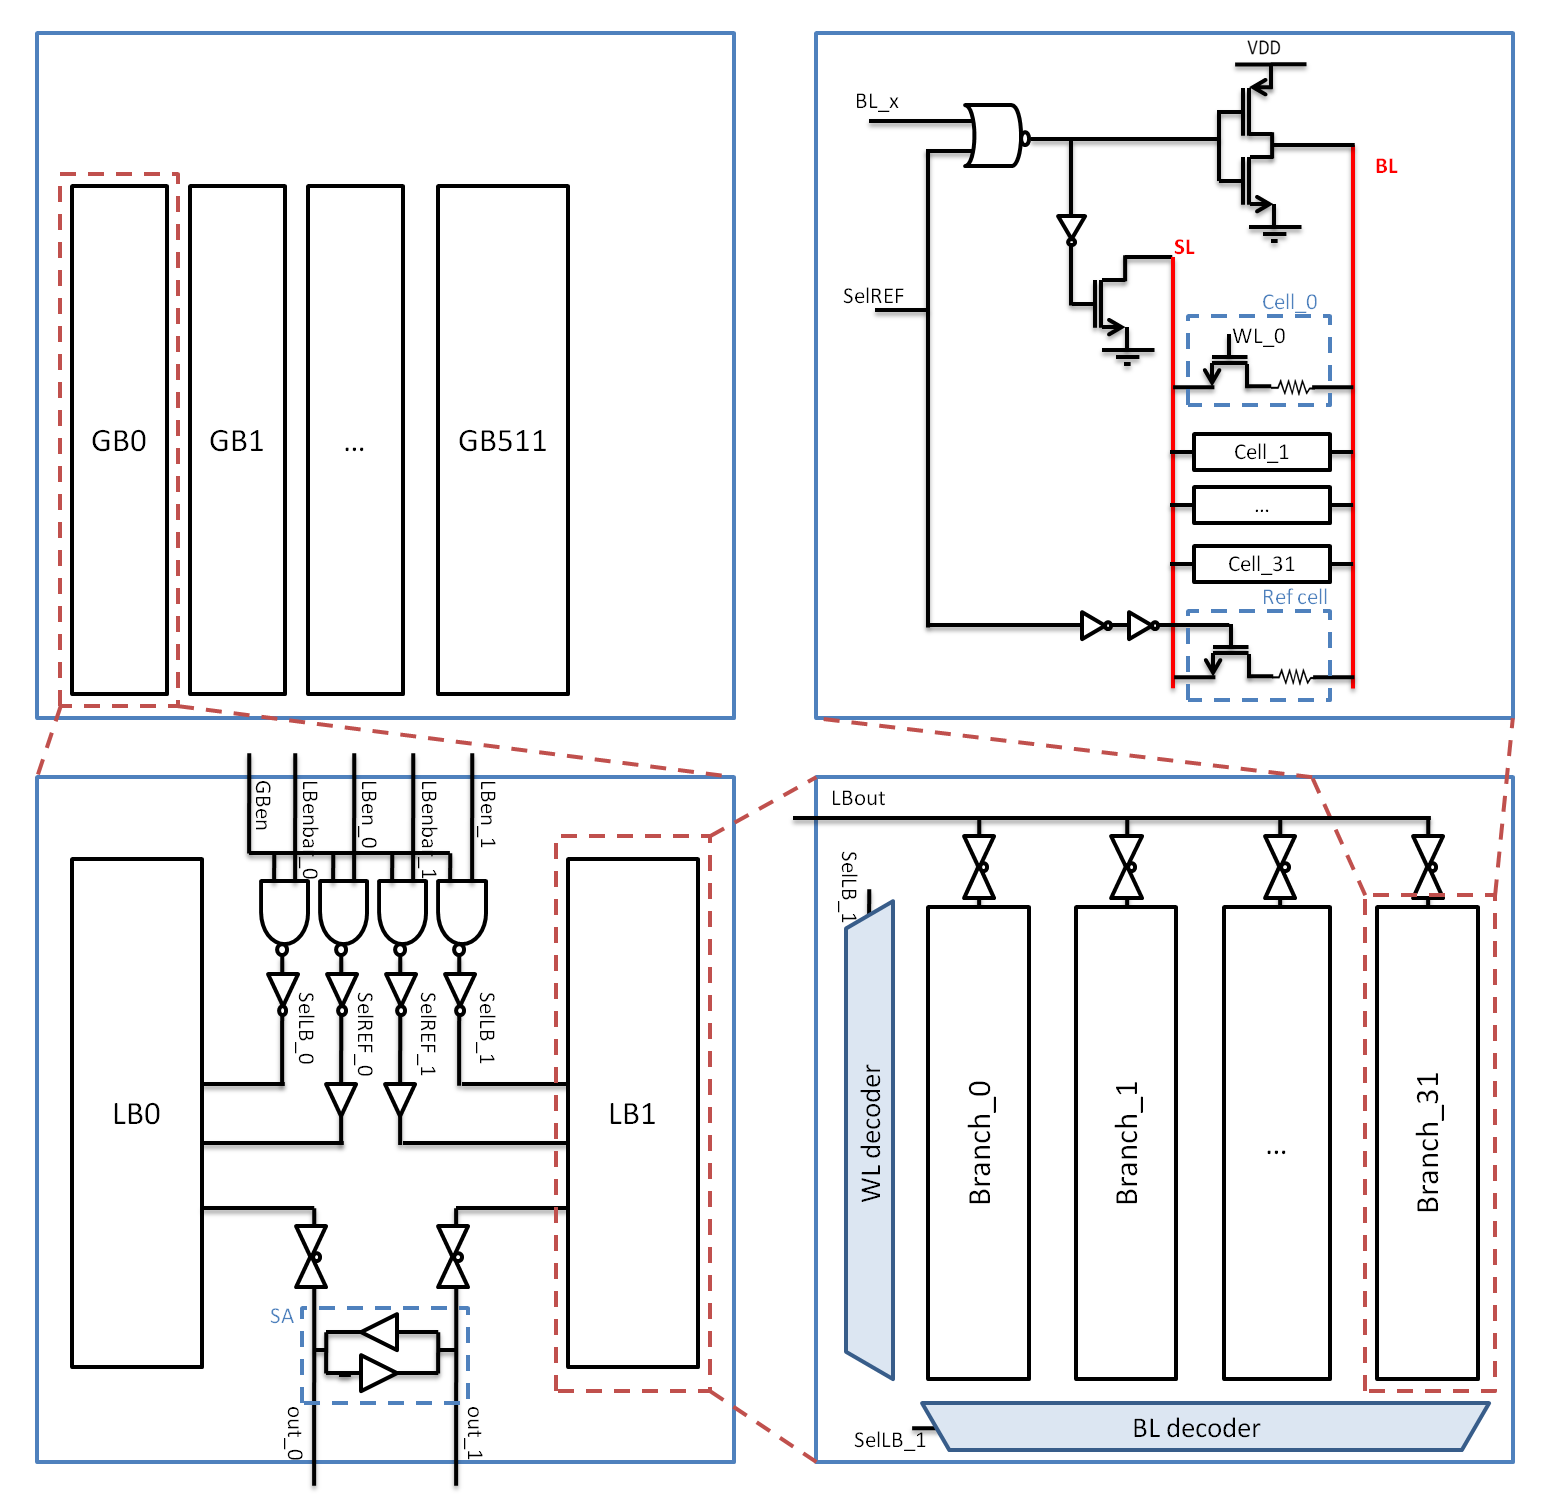 GB0
GB1
...
GB511
VDD
BL_x
BL
SL
SelREF
Cell_0
WL_0
Cell_1
...
Cell_31
Ref cell
GBen
LBenbar_0
LBen_0
LBenbar_1
LBen_1
SelLB_0
SelREF_0
SelREF_1
SelLB_1
LB0
LB1
SA
out_0
out_1
LBout
SelLB_1
WL decoder
Branch_0
Branch_1
...
Branch_31
SelLB_1
BL decoder